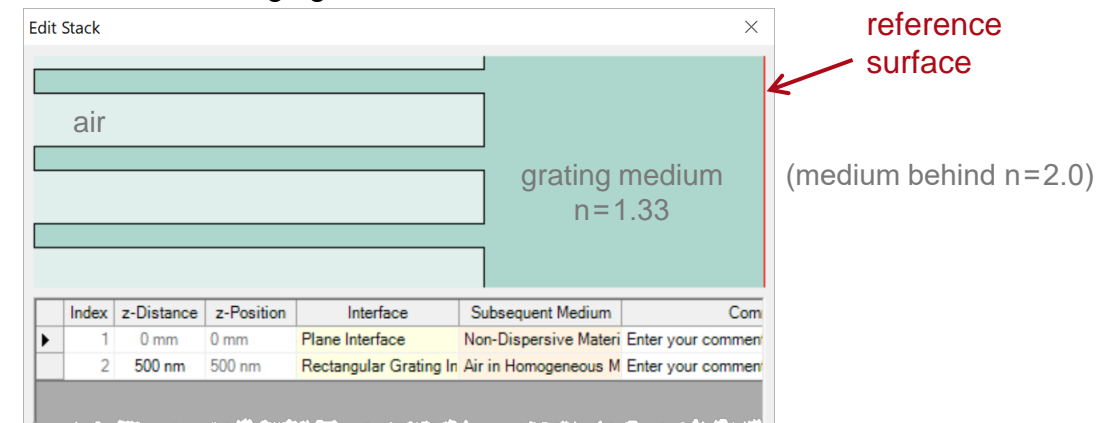 Edit Stack
reference
surface
air
grating medium
n=1.33
(medium behind n=2.0)
Index z-Distance z-Position Interface Subsequent Medium Com
1 0 mm 0 mm Plane Interface Non-Dispersive Materi Enter your commen
2 500 nm 500 nm Rectangular Grating In Air in Homogeneous M Enter your commen